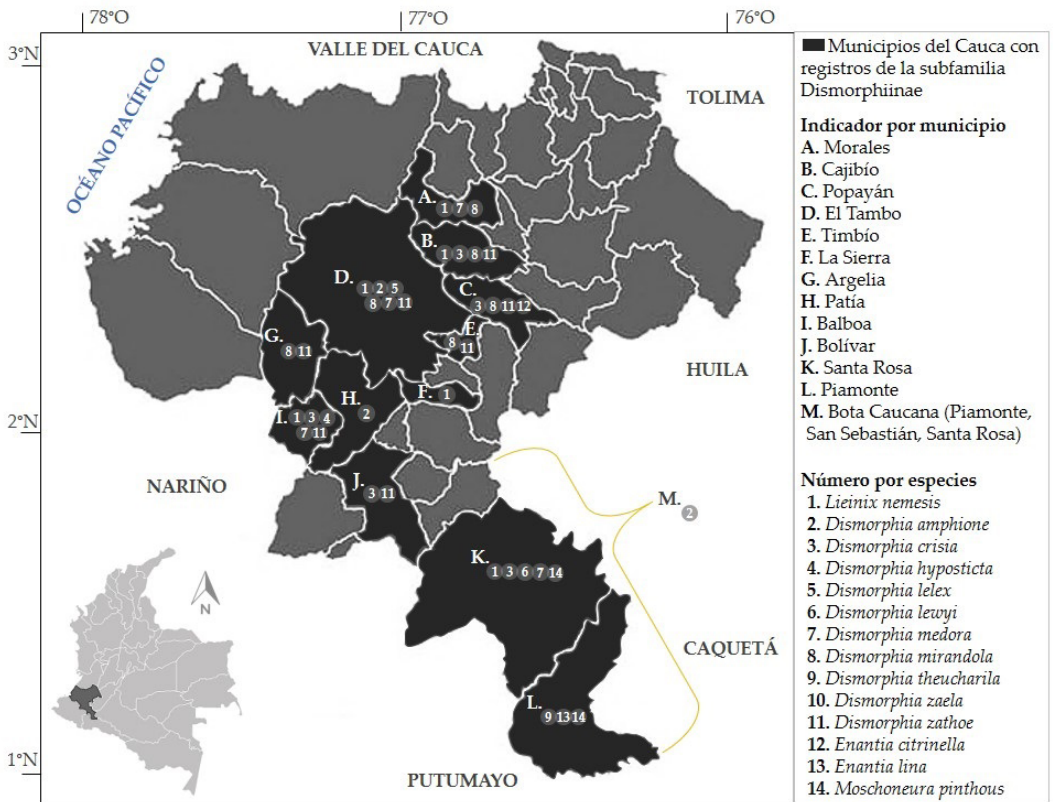 78°O 77°O 76°O
3°N
2°N
1°N
VALLE DEL CAUCA
TOLIMA
OCÉANO PACÍFICO
HUILA
NARIÑO
CAQUETÁ
PUTUMAYO
A.
1 7 8
B.
1 3 8 11
C.
3 8 11 12
D.
1 2 5
8 7 11
E.
8
11
F. 1
G.
8 11
H.
2
I. 1 3 4
7 11
J.
3 11
K.
1 3 6 7 14
L.
9 13 14
M.
2
N
Municipios del Cauca con
registros de la subfamilia
Dismorphiinae
Indicador por municipio
A. Morales
B. Cajibío
C. Popayán
D. El Tambo
E. Timbío
F. La Sierra
G. Argelia
H. Patía
I. Balboa
J. Bolívar
K. Santa Rosa
L. Piamonte
M. Bota Caucana (Piamonte,
San Sebastián, Santa Rosa)
Número por especies
1. Lieinix nemesis
2. Dismorphia amphione
3. Dismorphia crisia
4. Dismorphia hyposticta
5. Dismorphia lelex
6. Dismorphia lewyi
7. Dismorphia medora
8. Dismorphia mirandola
9. Dismorphia theucharila
10. Dismorphia zaela
11. Dismorphia zathoe
12. Enantia citrinella
13. Enantia lina
14. Moschoneura pinthous